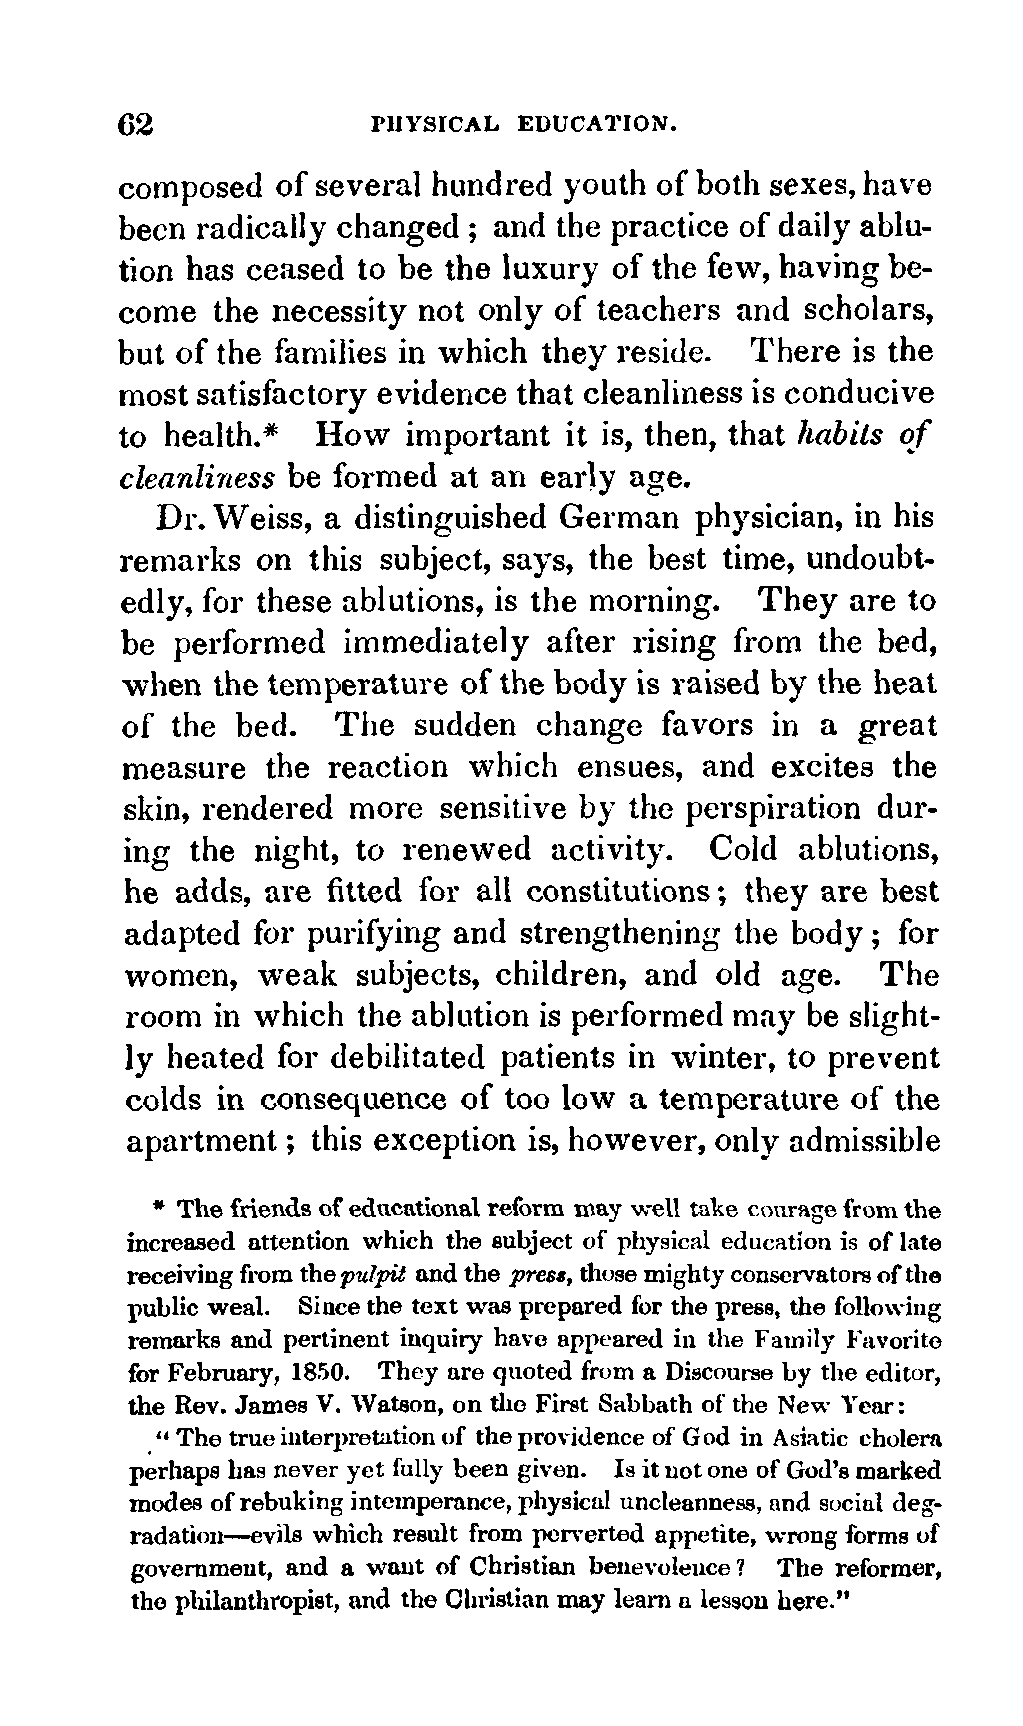 62 PHYSICAL EDUCATION.
composed of several hundred youth of both sexes, have
been radically changed ; and the practice of daily ablu-
tion has ceased to be the luxury of the few, having be-
come the necessity not only of teachers and scholars,
but of the families in which they reside. There is the
most satisfactory evidence that cleanliness is conducive
to health.* How important it is, then, that habits of
cleanliness be formed at an early age.
Dr. Weiss, a distinguished German physician, in his
remarks on this subject, says, the best time, undoubt-
edly, for these ablutions, is the morning. They are to
be performed immediately after rising from the bed,
when the temperature of the body is raised by the heat
of the bed. The sudden change favors in a great
measure the reaction which ensues, and excites the
skin, rendered more sensitive by the perspiration dur-
ing the night, to renewed activity. Cold ablutions,
he adds, are fitted for all constitutions ; they are best
adapted for purifying and strengthening the body ; for
women, weak subjects, children, and old age. The
room in which the ablution is performed may be slight-
ly heated for debilitated patients in winter, to prevent
colds in consequence of too low a temperature of the
apartment ; this exception is, however, only admissible
* The friends of educational reform may well take courage from the
increased attention which the subject of physical education is of late
receiving from the pulpit and the press, those mighty conservators of the
public weal. Since the text was prepared for the press, the following
remarks and pertinent inquiry have appeared in the Family Favorite
for February, 1850. They are quoted from a Discourse by the editor,
the Rev. James V. Watson, on the First Sabbath of the New Year:
" The true interpretation of the providence of God in Asiatic cholera
perhaps has never yet fully been given. Is it not one of God's marked
modes of rebuking intemperance, physical uncleanness, and social deg-
radation—evils which result from perverted appetite, wrong forms of
government, and a want of Christian benevolence ? The reformer,
the philanthropist, and the Christian may learn a lesson here."